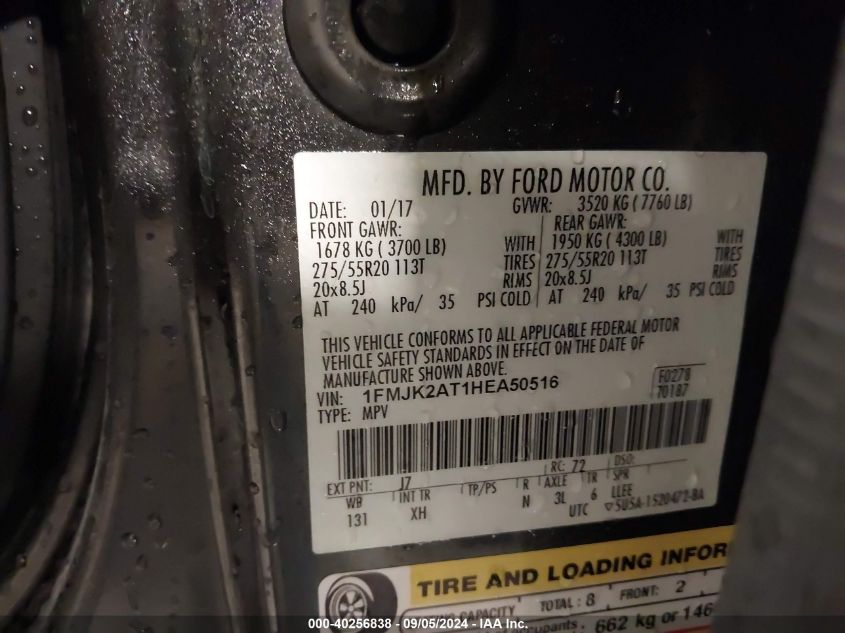 MFD. BY FORD MOTOR CO.
DATE: 01/17 GVWR: 3520 KG ( 7760 LB)
FRONT GAWR: REAR GAWR:
1678 KG ( 3700 LB) WITH 1950 KG ( 4300 LB) WITH
275/55R20 113T TIRES 275/55R20 113T TIRES
20x8.5J RIMS 20x8.5J RIMS
AT 240 kPa/ 35 PSI COLD AT 240 kPa/ 35 PSI COLD
THIS VEHICLE CONFORMS TO ALL APPLICABLE FEDERAL MOTOR
VEHICLE SAFETY STANDARDS IN EFFECT ON THE DATE OF
MANUFACTURE SHOWN ABOVE.
VIN: 1FMJK2AT1HEA50516 F0278
TYPE: MPV 70187
EXT PNT: J7 RC: 72 DSO:
WB INT TR TP/PS R AXLE TR SPR
131 XH N 3L 6 LLEE
UTC ▽5U5A-1520472-BA
TIRE AND LOADING INFOR
CAPACITY TOTAL : 8 FRONT: 2
662 kg or 146
000-40256838 - 09/05/2024 - IAA Inc.